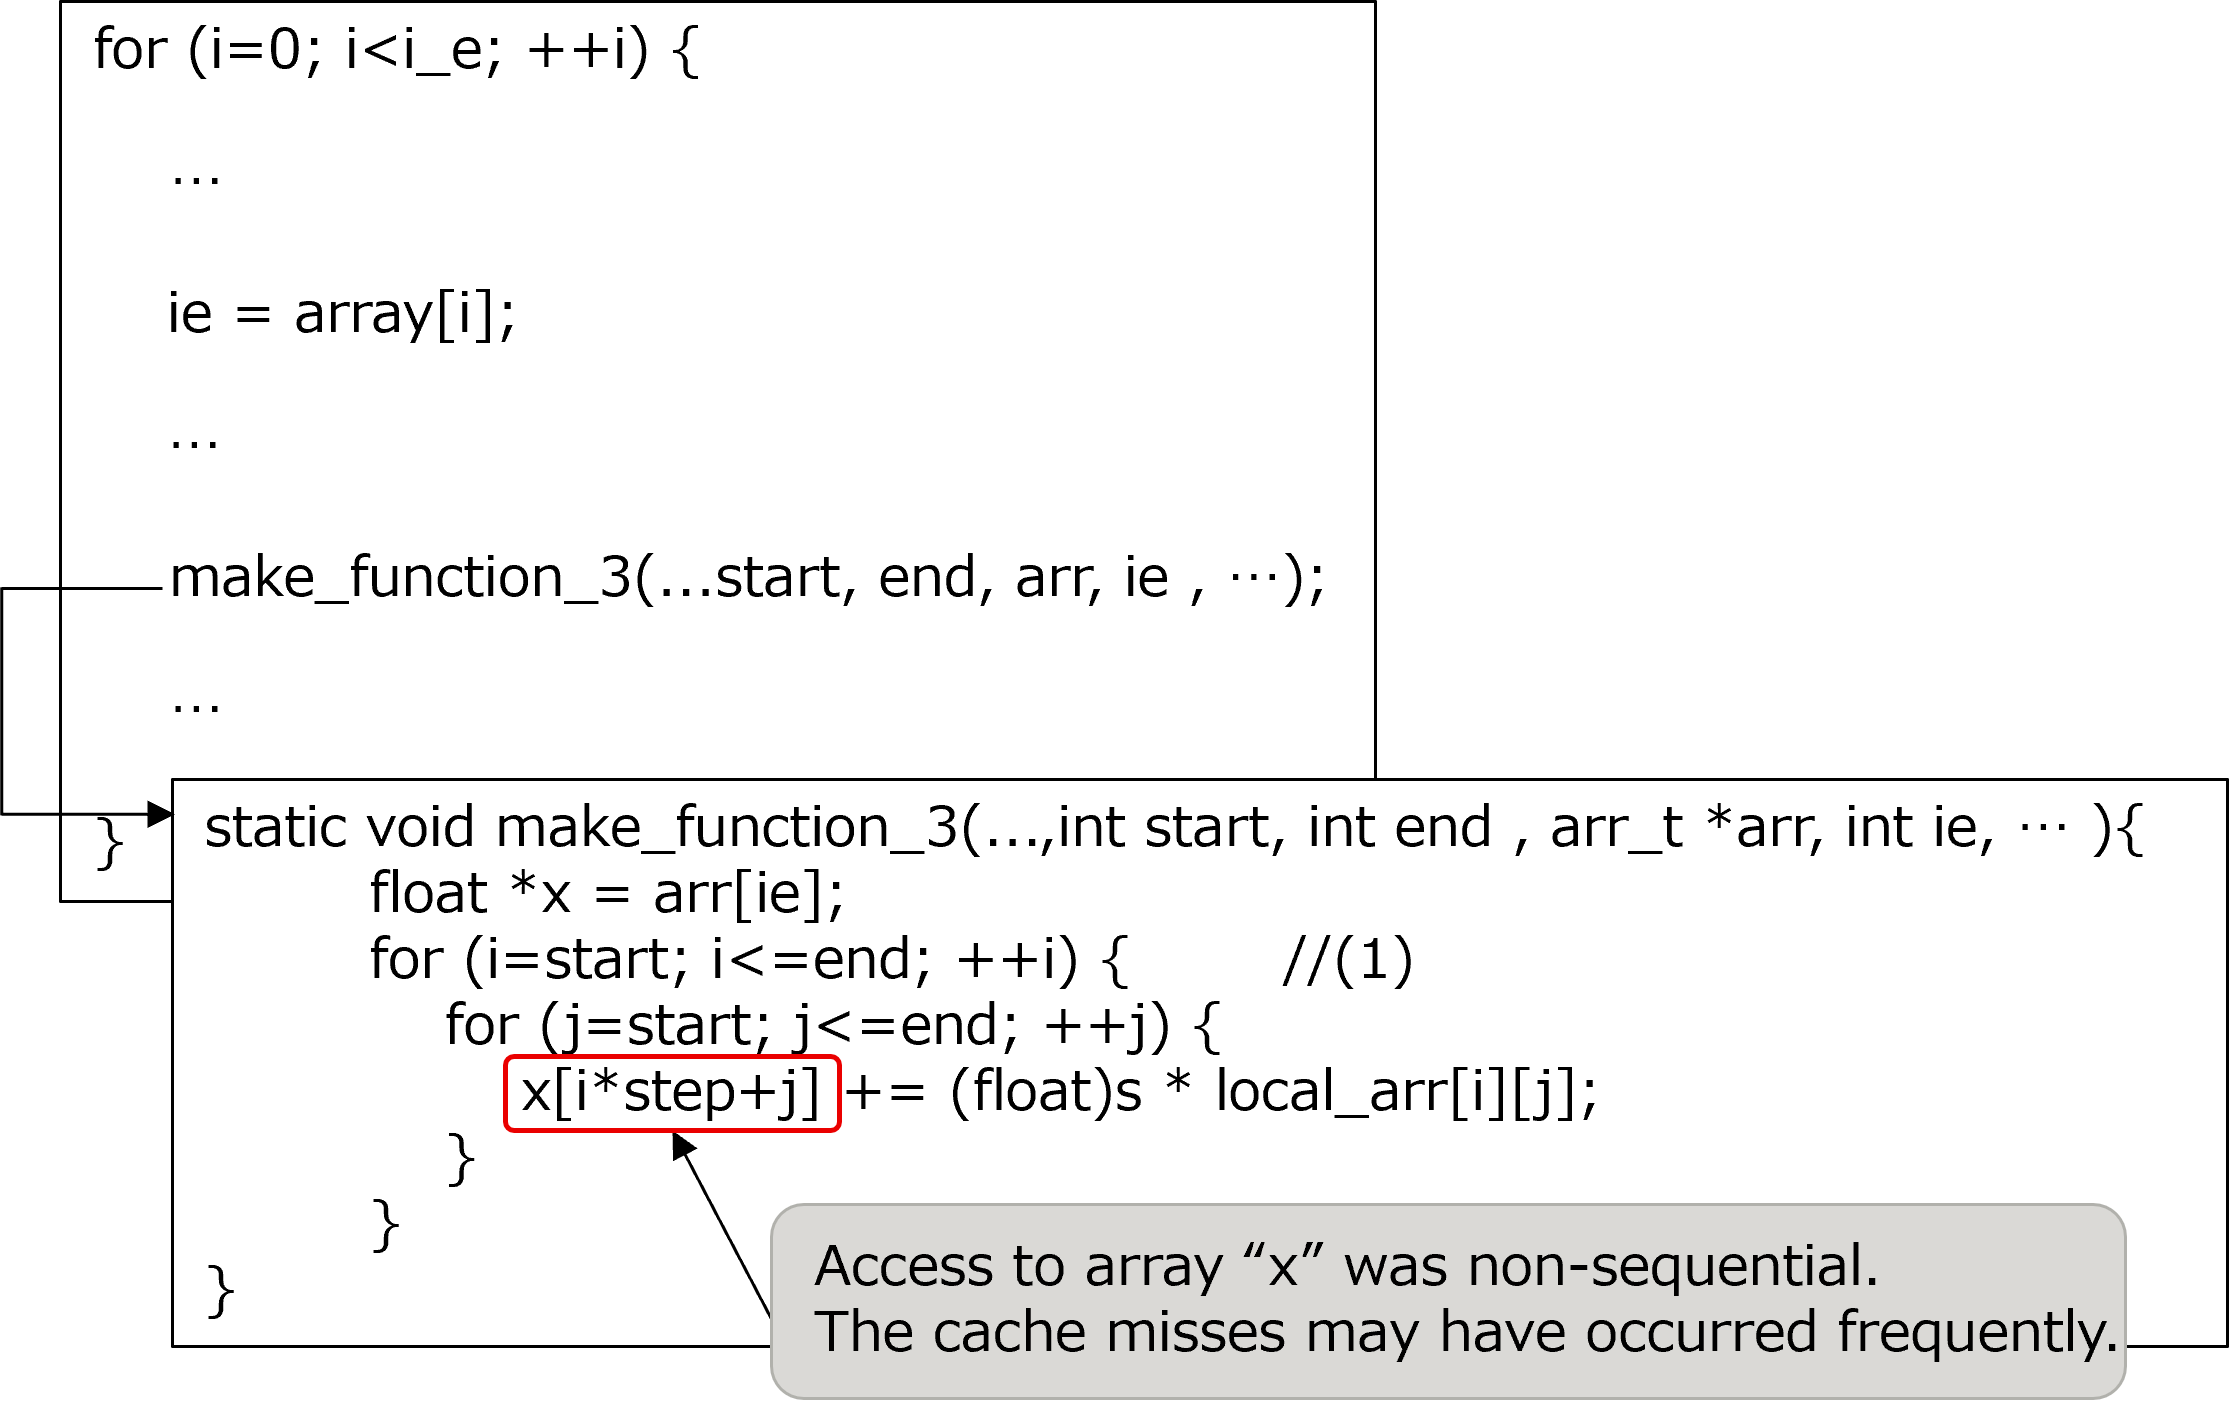 for (i=0; i<i_e; ++i) {
...
ie = array[i];
...
make_function_3(...start, end, arr, ie , …);
...
}
static void make_function_3(...,int start, int end , arr_t *arr, int ie, … ){
float *x = arr[ie];
for (i=start; i<=end; ++i) { //(1)
for (j=start; j<=end; ++j) {
x[i*step+j] += (float)s * local_arr[i][j];
}
}
}
Access to array “x” was non-sequential.
The cache misses may have occurred frequently.